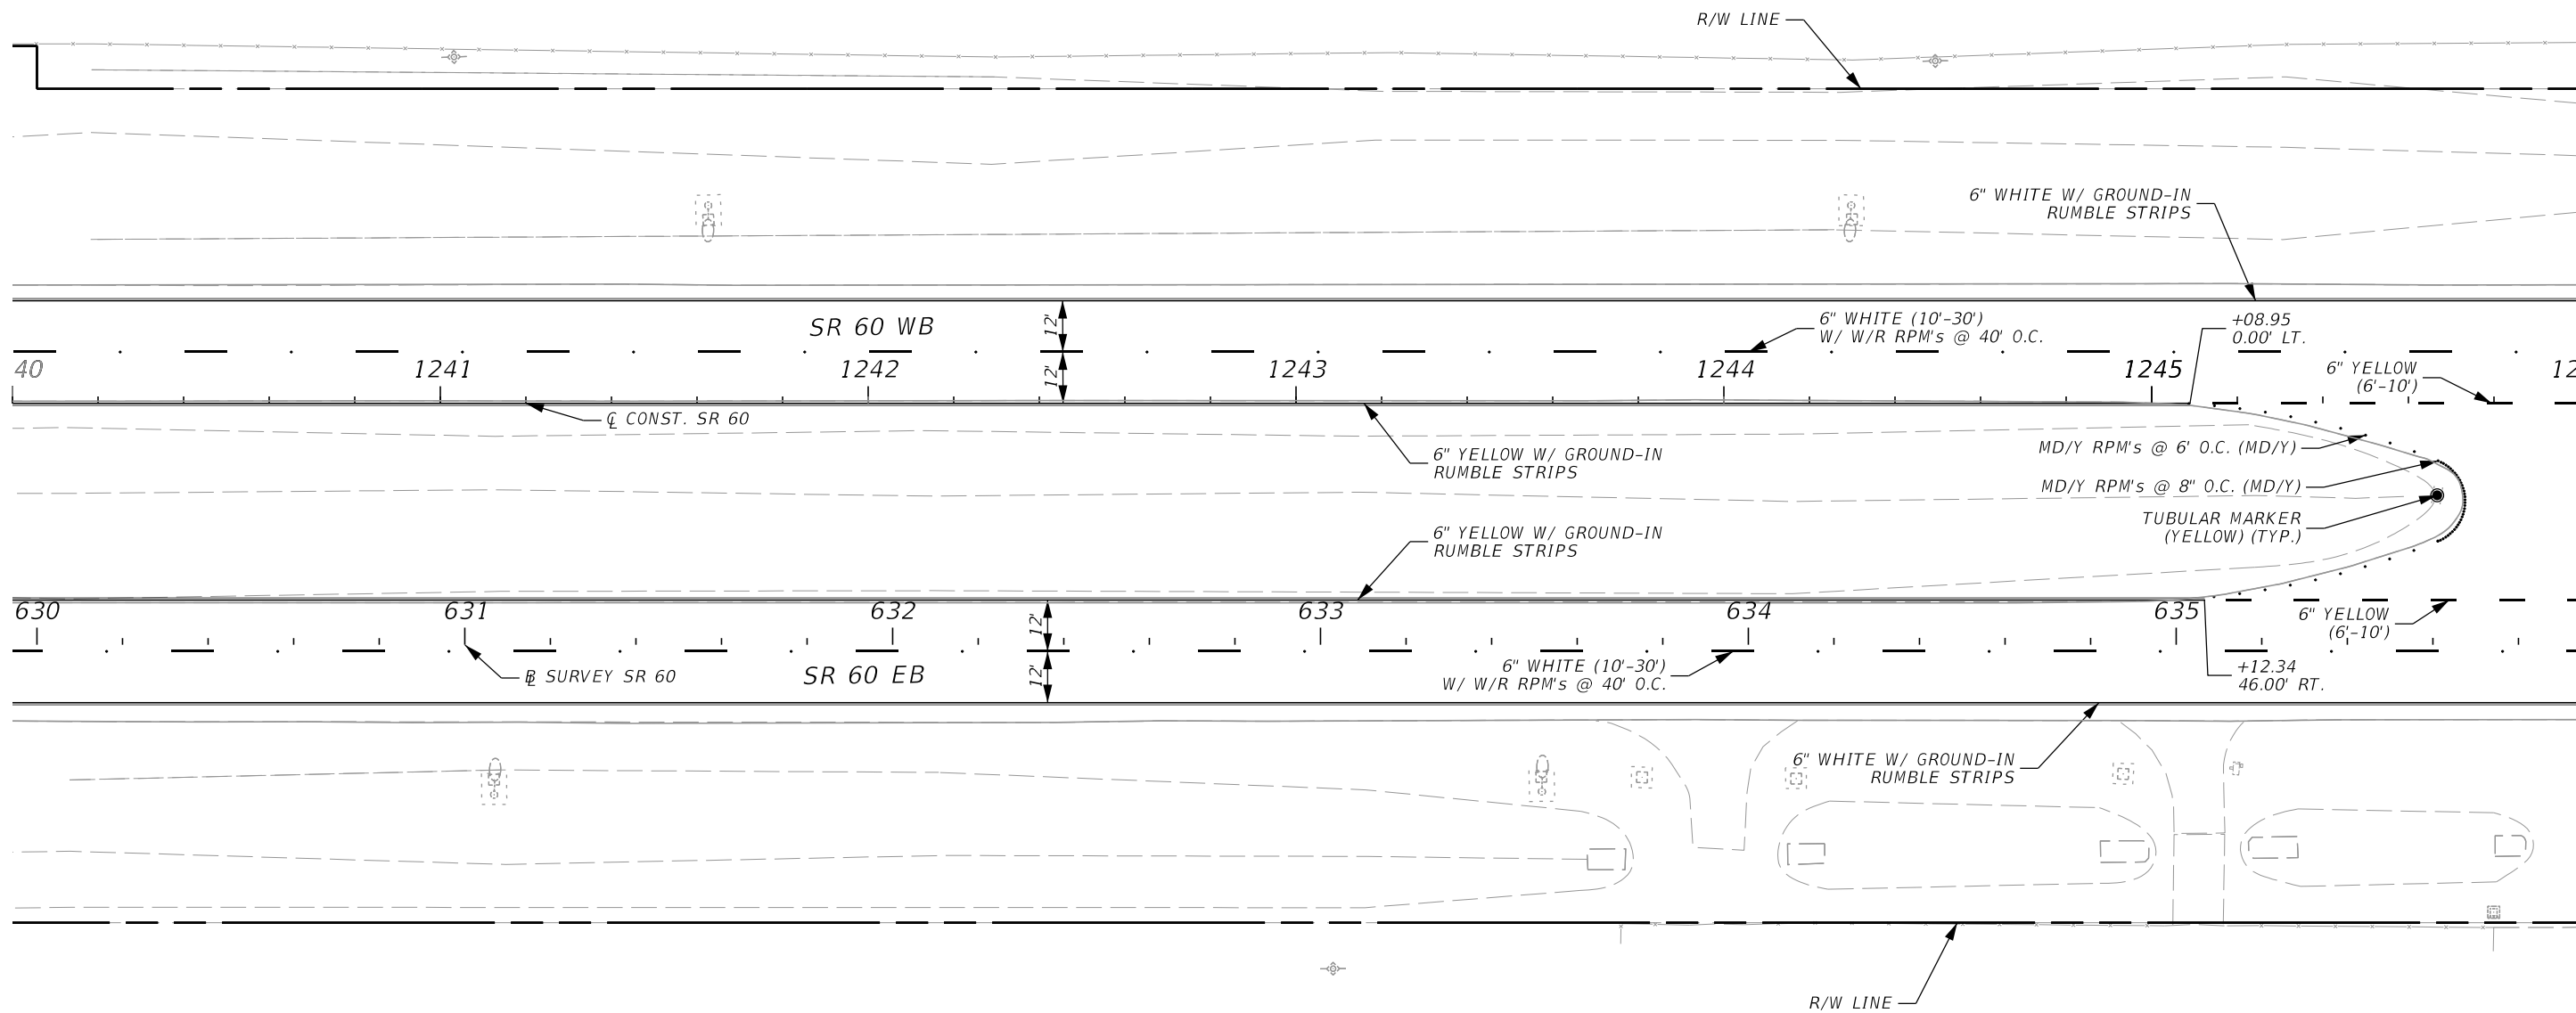 R/W LINE
6" WHITE W/ GROUND-IN
RUMBLE STRIPS
SR 60 WB
12'
6" WHITE (10'-30')
W/ W/R RPM's @ 40' O.C.
+08.95
0.00' LT.
40
1241
1242
12'
1243
1244
1245
6" YELLOW
(6'-10')
12
℄ CONST. SR 60
6" YELLOW W/ GROUND-IN
RUMBLE STRIPS
MD/Y RPM's @ 6' O.C. (MD/Y)
MD/Y RPM's @ 8" O.C. (MD/Y)
TUBULAR MARKER
(YELLOW) (TYP.)
6" YELLOW W/ GROUND-IN
RUMBLE STRIPS
630
631
632
12'
633
634
635
6" YELLOW
(6'-10')
BL SURVEY SR 60
SR 60 EB
12'
6" WHITE (10'-30')
W/ W/R RPM's @ 40' O.C.
+12.34
46.00' RT.
6" WHITE W/ GROUND-IN
RUMBLE STRIPS
R/W LINE